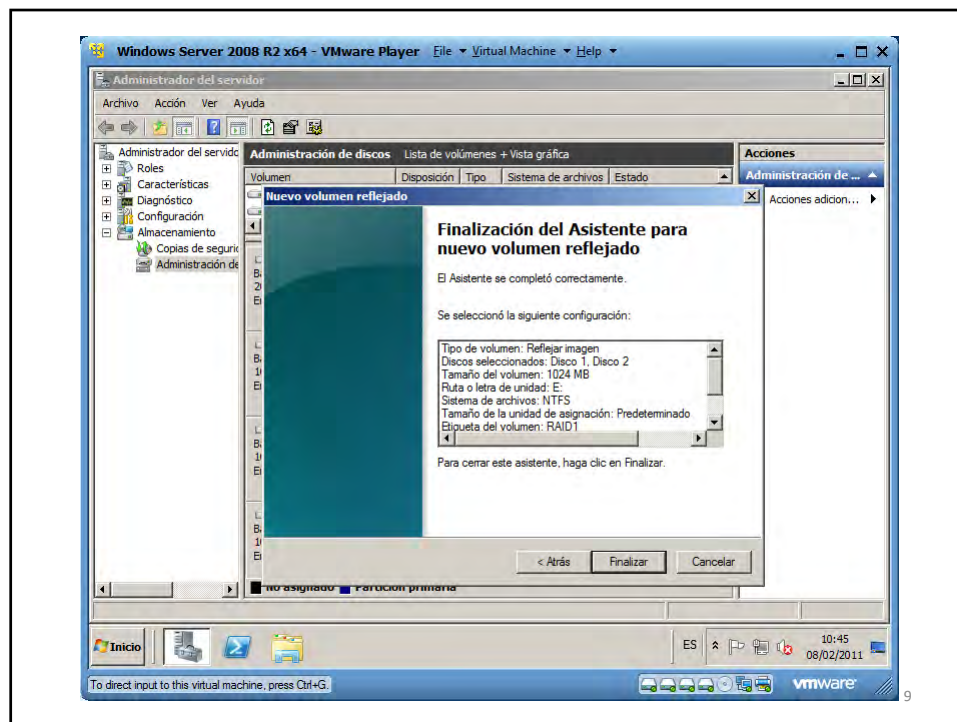 Windows Server 2008 R2 x64 - VMware Player File Virtual Machine Help
Administrador del servidor
Archivo Acción Ver Ayuda
Administrador del servidc
Roles
Características
Diagnóstico
Configuración
Almacenamiento
Copias de seguric
Administración de
Administración de discos Lista de volúmenes + Vista gráfica
Volumen Disposición Tipo Sistema de archivos Estado
Acciones
Administración de ...
Acciones adicion...
Nuevo volumen reflejado
Finalización del Asistente para
nuevo volumen reflejado
El Asistente se completó correctamente.
Se seleccionó la siguiente configuración:
Tipo de volumen: Reflejar imagen
Discos seleccionados: Disco 1, Disco 2
Tamaño del volumen: 1024 MB
Ruta o letra de unidad: E:
Sistema de archivos: NTFS
Tamaño de la unidad de asignación: Predeterminado
Etiqueta del volumen: RAID1
Para cerrar este asistente, haga clic en Finalizar.
< Atrás Finalizar Cancelar
No asignado Partición primaria
Inicio
ES
10:45
08/02/2011
To direct input to this virtual machine, press Ctrl+G.
vmware
9